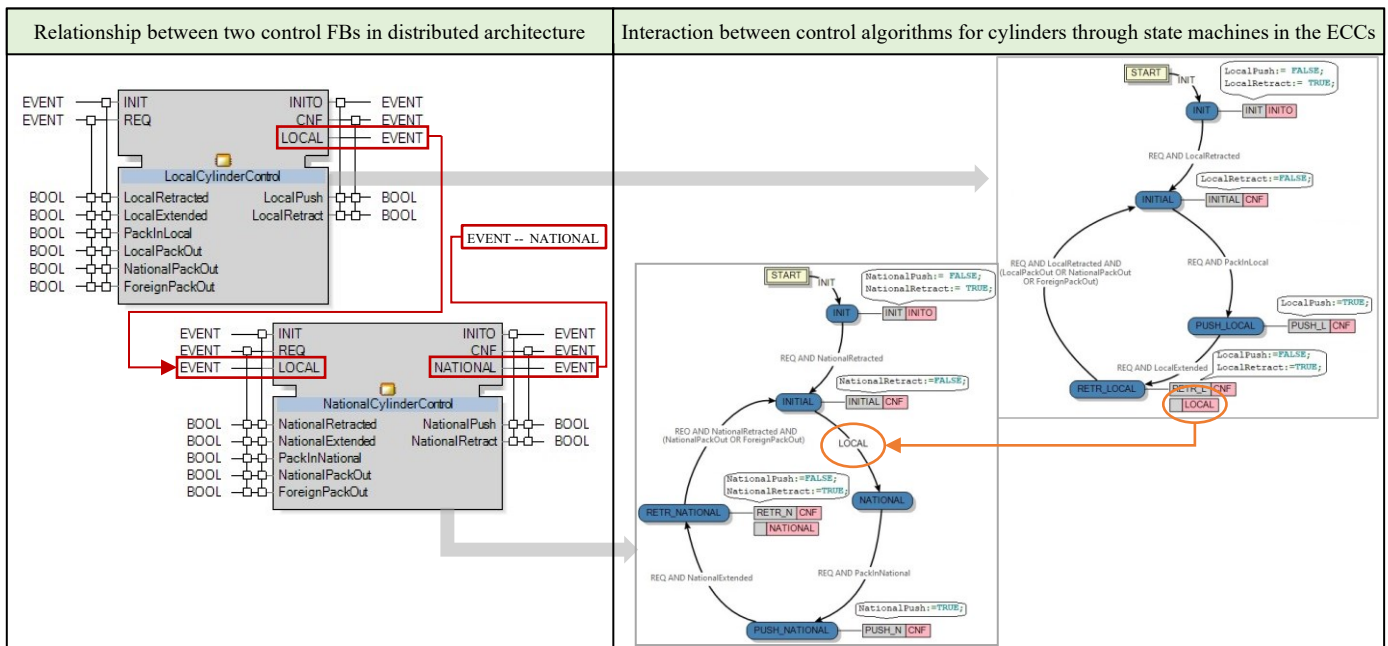 Relationship between two control FBs in distributed architecture
Interaction between control algorithms for cylinders through state machines in the ECCs
EVENT INIT INITO EVENT
EVENT REQ CNF EVENT
LOCAL EVENT
LocalCylinderControl
BOOL LocalRetracted LocalPush BOOL
BOOL LocalExtended LocalRetract BOOL
BOOL PackInLocal
BOOL LocalPackOut
BOOL NationalPackOut
BOOL ForeignPackOut
EVENT -- NATIONAL
EVENT INIT INITO EVENT
EVENT REQ CNF EVENT
EVENT LOCAL NATIONAL EVENT
NationalCylinderControl
BOOL NationalRetracted NationalPush BOOL
BOOL NationalExtended NationalRetract BOOL
BOOL PackInNational
BOOL NationalPackOut
BOOL ForeignPackOut
START
INIT
NationalPush:= FALSE;
NationalRetract:= TRUE;
INIT INIT INITO
REQ AND NationalRetracted
NationalRetract:=FALSE;
INITIAL INITIAL CNF
REQ AND NationalRetracted AND
(NationalPackOut OR ForeignPackOut)
LOCAL
NationalPush:=FALSE;
NationalRetract:=TRUE;
NATIONAL
RETR_NATIONAL RETR_N CNF
NATIONAL
REQ AND NationalExtended
REQ AND PackInNational
NationalPush:=TRUE;
PUSH_NATIONAL PUSH_N CNF
START
INIT
LocalPush:= FALSE;
LocalRetract:= TRUE;
INIT INIT INITO
REQ AND LocalRetracted
LocalRetract:=FALSE;
INITIAL INITIAL CNF
REQ AND LocalRetracted AND
(LocalPackOut OR NationalPackOut
OR ForeignPackOut)
REQ AND PackInLocal
LocalPush:=TRUE;
PUSH_LOCAL PUSH_L CNF
LocalPush:=FALSE;
LocalRetract:=TRUE;
REQ AND LocalExtended
RETR_LOCAL RETR_L CNF
LOCAL